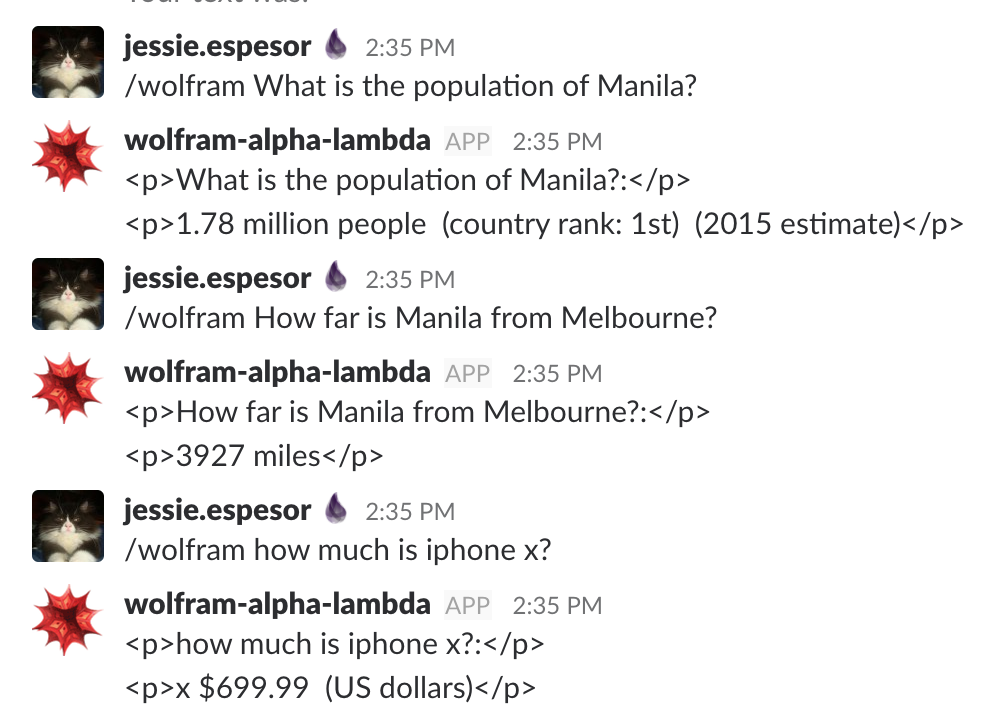 Your text was:
jessie.espesor 2:35 PM
/wolfram What is the population of Manila?
wolfram-alpha-lambda APP 2:35 PM
<p>What is the population of Manila?:</p>
<p>1.78 million people  (country rank: 1st)  (2015 estimate)</p>
jessie.espesor 2:35 PM
/wolfram How far is Manila from Melbourne?
wolfram-alpha-lambda APP 2:35 PM
<p>How far is Manila from Melbourne?:</p>
<p>3927 miles</p>
jessie.espesor 2:35 PM
/wolfram how much is iphone x?
wolfram-alpha-lambda APP 2:35 PM
<p>how much is iphone x?:</p>
<p>x $699.99  (US dollars)</p>